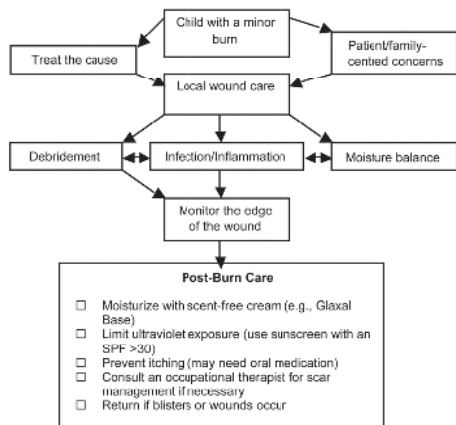 Child with a minor
burn
Treat the cause
Patient/family-
centred concerns
Local wound care
Debridement
Infection/Inflammation
Moisture balance
Monitor the edge
of the wound
Post-Burn Care
☐ Moisturize with scent-free cream (e.g., Glaxal
Base)
☐ Limit ultraviolet exposure (use sunscreen with an
SPF >30)
☐ Prevent itching (may need oral medication)
☐ Consult an occupational therapist for scar
management if necessary
☐ Return if blisters or wounds occur